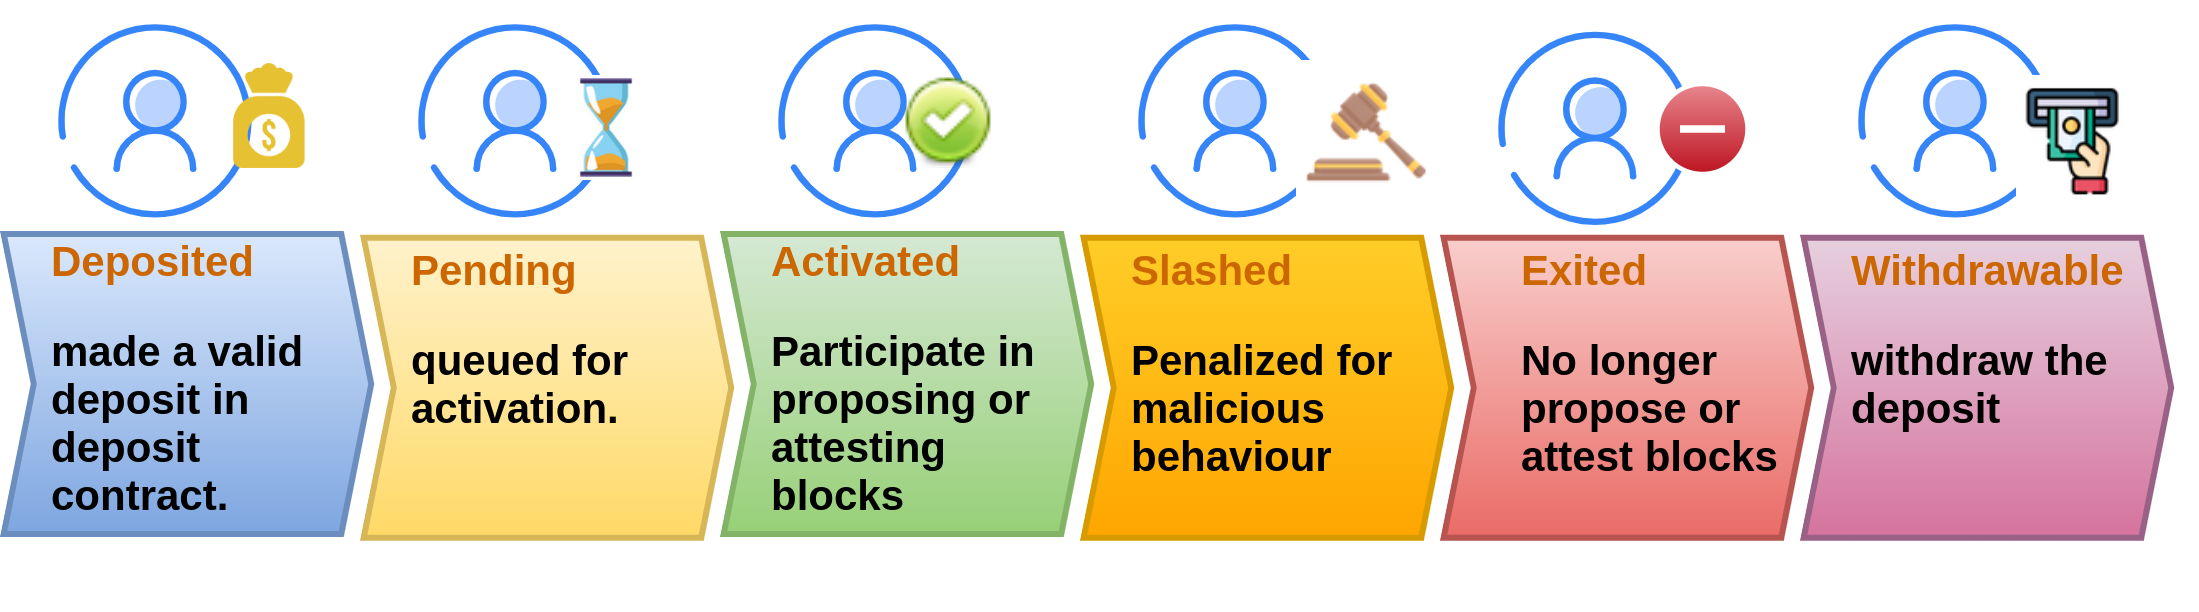 Deposited
made a valid
deposit in
deposit
contract.
Pending
queued for
activation.
Activated
Participate in
proposing or
attesting
blocks
Slashed
Penalized for
malicious
behaviour
Exited
No longer
propose or
attest blocks
Withdrawable
withdraw the
deposit
$